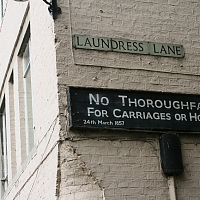 LAUNDRESS LANE
NO THOROUGHFA
FOR CARRIAGES OR HO
24th March 1857